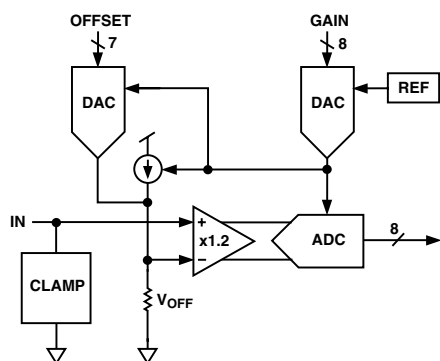 OFFSET
GAIN
7
8
DAC
DAC
REF
IN
+
x1.2
−
ADC
8
CLAMP
VOFF